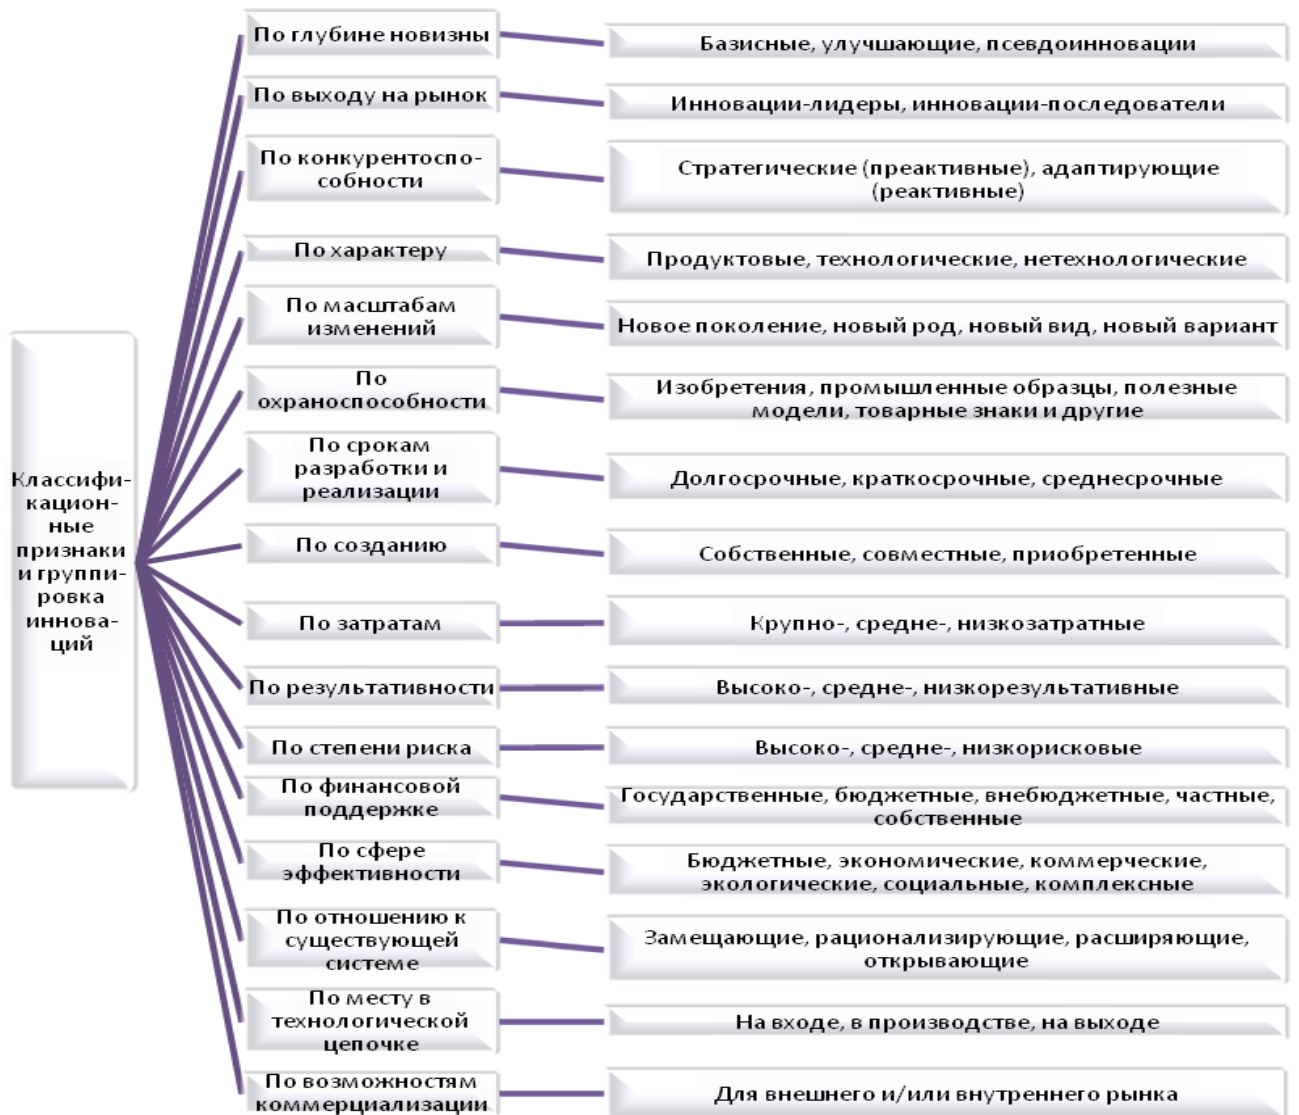 Классифи-
кацион-
ные
признаки
и группи-
ровка
иннова-
ций
По глубине новизны
Базисные, улучшающие, псевдоинновации
По выходу на рынок
Инновации-лидеры, инновации-последователи
По конкурентоспо-
собности
Стратегические (преактивные), адаптирующие
(реактивные)
По характеру
Продуктовые, технологические, нетехнологические
По масштабам
изменений
Новое поколение, новый род, новый вид, новый вариант
По
охраноспособности
Изобретения, промышленные образцы, полезные
модели, товарные знаки и другие
По срокам
разработки и
реализации
Долгосрочные, краткосрочные, среднесрочные
По созданию
Собственные, совместные, приобретенные
По затратам
Крупно-, средне-, низкозатратные
По результативности
Высоко-, средне-, низкорезультативные
По степени риска
Высоко-, средне-, низкорисковые
По финансовой
поддержке
Государственные, бюджетные, внебюджетные, частные,
собственные
По сфере
эффективности
Бюджетные, экономические, коммерческие,
экологические, социальные, комплексные
По отношению к
существующей
системе
Замещающие, рационализирующие, расширяющие,
открывающие
По месту в
технологической
цепочке
На входе, в производстве, на выходе
По возможностям
коммерциализации
Для внешнего и/или внутреннего рынка